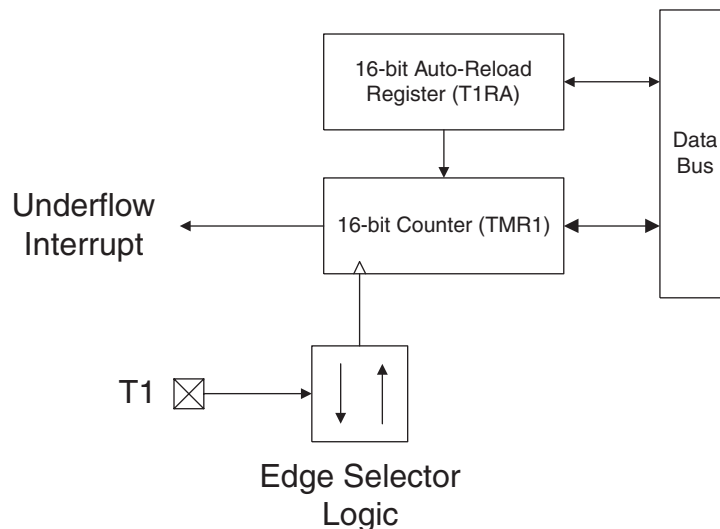 16-bit Auto-Reload
Register (T1RA)
Data
Bus
Underflow
Interrupt
16-bit Counter (TMR1)
T1
Edge Selector
Logic